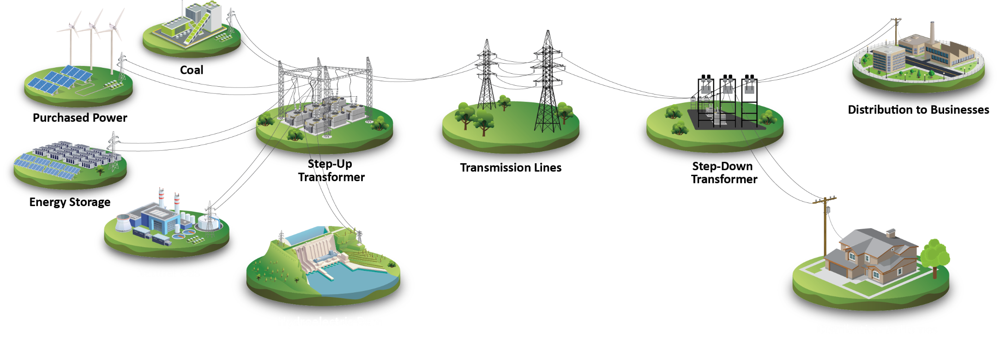 Coal
Purchased Power
Distribution to Businesses
Step-Up
Transformer
Transmission Lines
Step-Down
Transformer
Energy Storage